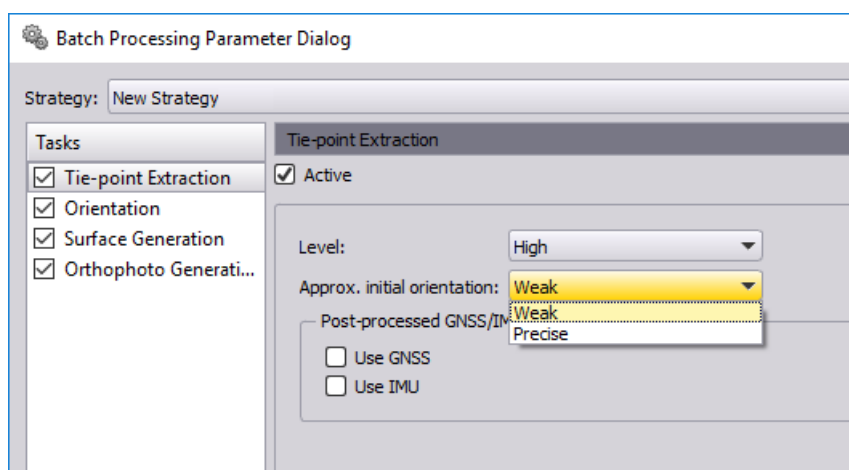 Batch Processing Parameter Dialog
Strategy: New Strategy
Tasks
Tie-point Extraction
Orientation
Surface Generation
Orthophoto Generati...
Tie-point Extraction
Active
Level: High
Approx. initial orientation: Weak
Weak
Precise
Post-processed GNSS/IM
Use GNSS
Use IMU